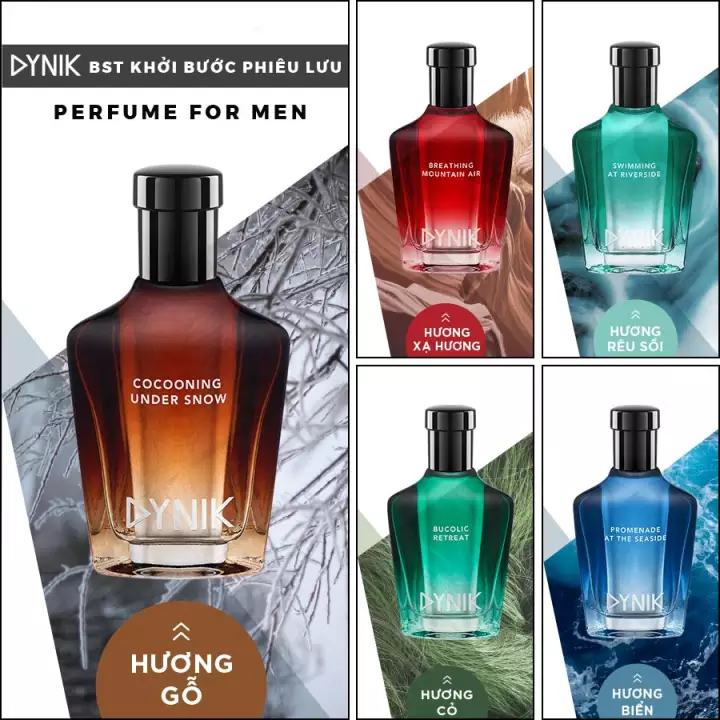 DYNIK BST KHỞI BƯỚC PHIÊU LƯU
PERFUME FOR MEN
COCOONING
UNDER SNOW
DYNIK
HƯƠNG
GỖ
BREATHING
MOUNTAIN AIR
DYNIK
HƯƠNG
XẠ HƯƠNG
SWIMMING
AT RIVERSIDE
DYNIK
HƯƠNG
RÊU SỒI
BUCOLIC
RETREAT
DYNIK
HƯƠNG
CỎ
PROMENADE
AT THE SEASIDE
DYNIK
HƯƠNG
BIỂN